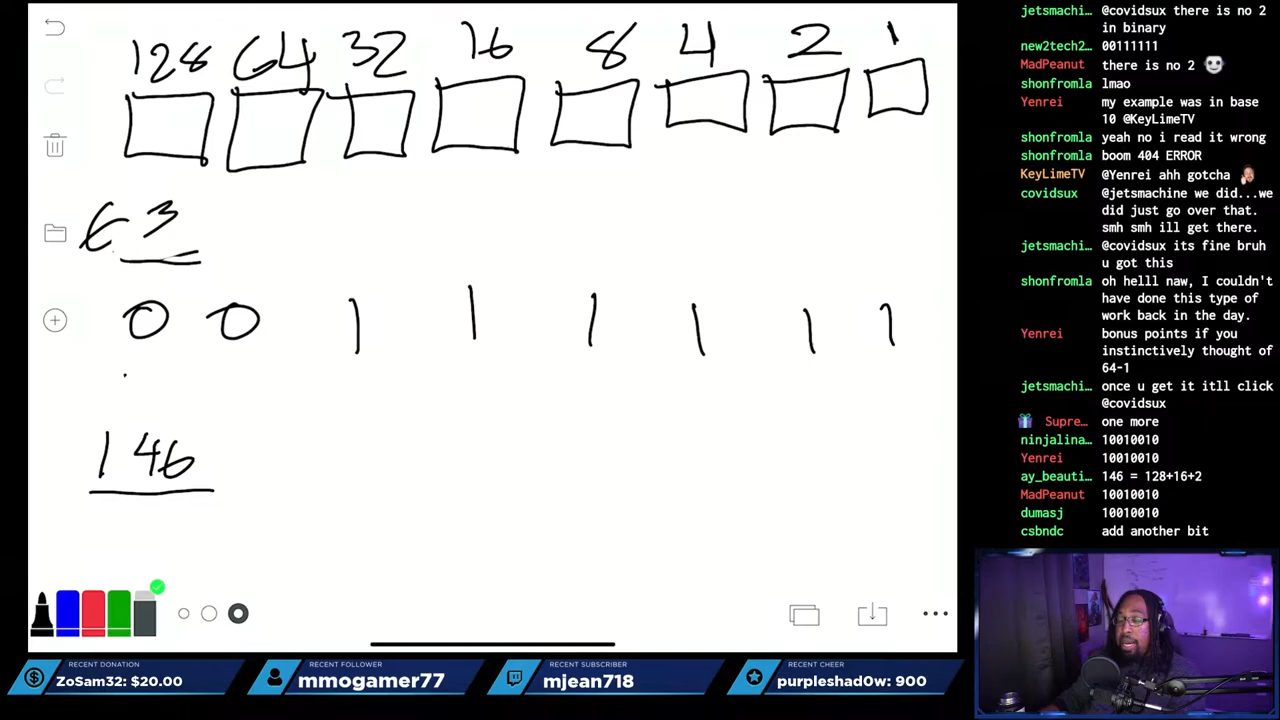 128 64 32 16 8 4 2 1
63
0 0 1 1 1 1 1 1
146
jetsmachi… @covidsux there is no 2
in binary
new2tech2… 00111111
MadPeanut there is no 2
shonfromla lmao
Yenrei my example was in base
10 @KeyLimeTV
shonfromla yeah no i read it wrong
shonfromla boom 404 ERROR
KeyLimeTV @Yenrei ahh gotcha
covidsux @jetsmachine we did...we
did just go over that.
smh smh ill get there.
jetsmachi… @covidsux its fine bruh
u got this
shonfromla oh helll naw, I couldn't
have done this type of
work back in the day.
Yenrei bonus points if you
instinctively thought of
64-1
jetsmachi… once u get it itll click
@covidsux
Supre… one more
ninjalina… 10010010
Yenrei 10010010
ay_beauti… 146 = 128+16+2
MadPeanut 10010010
dumasj 10010010
csbndc add another bit
RECENT DONATION
ZoSam32: $20.00
RECENT FOLLOWER
mmogamer77
RECENT SUBSCRIBER
mjean718
RECENT CHEER
purpleshad0w: 900